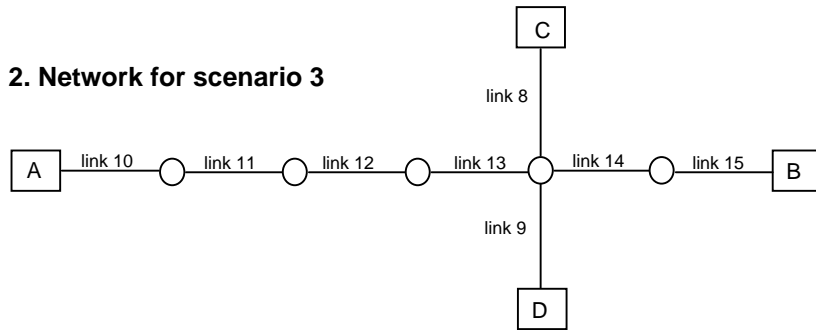 C
2. Network for scenario 3
link 8
A
link 10
link 11
link 12
link 13
link 14
link 15
B
link 9
D